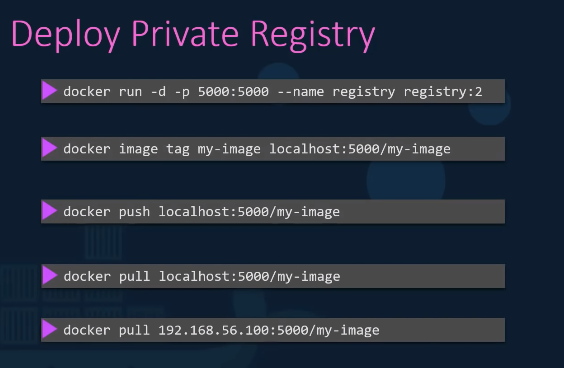 Deploy Private Registry
docker run -d -p 5000:5000 --name registry registry:2
docker image tag my-image localhost:5000/my-image
docker push localhost:5000/my-image
docker pull localhost:5000/my-image
docker pull 192.168.56.100:5000/my-image